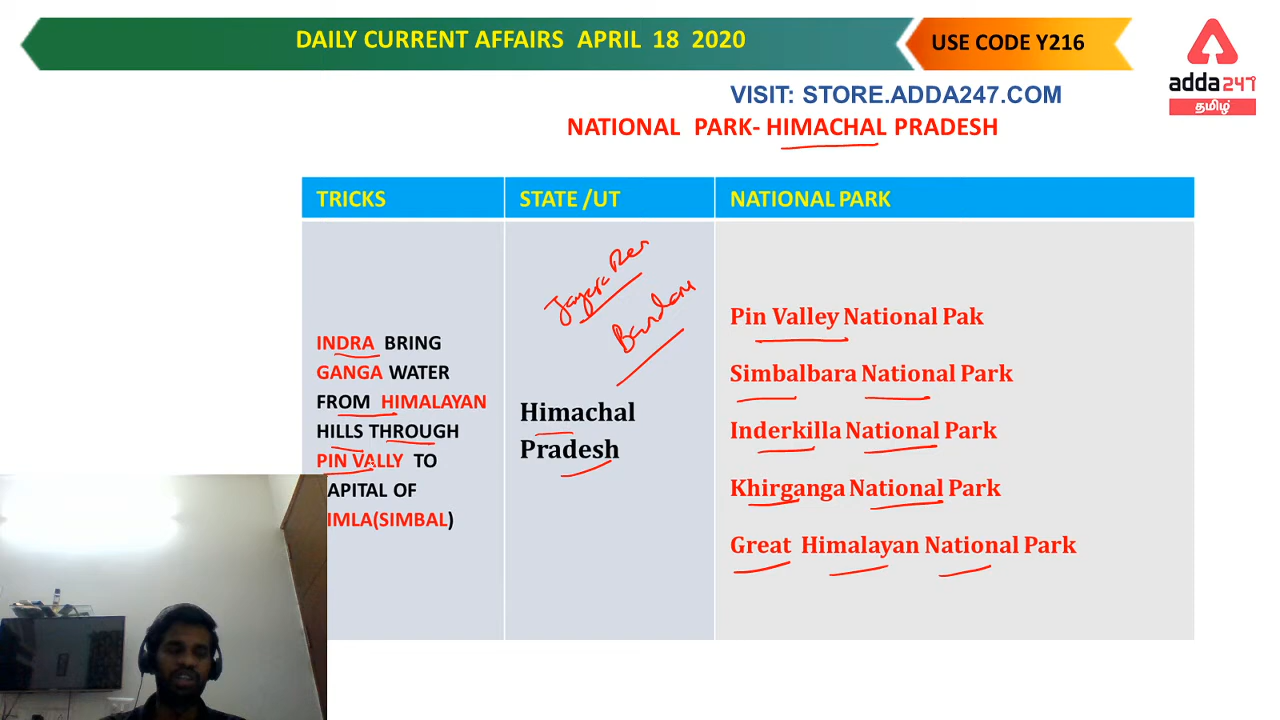 DAILY CURRENT AFFAIRS APRIL 18 2020
USE CODE Y216
adda247
தமிழ்
VISIT: STORE.ADDA247.COM
NATIONAL PARK- HIMACHAL PRADESH
TRICKS
STATE /UT
NATIONAL PARK
INDRA BRING
GANGA WATER
FROM HIMALAYAN
HILLS THROUGH
PIN VALLY TO
APITAL OF
IMLA(SIMBAL)
Himachal
Pradesh
Pin Valley National Pak
Simbalbara National Park
Inderkilla National Park
Khirganga National Park
Great Himalayan National Park